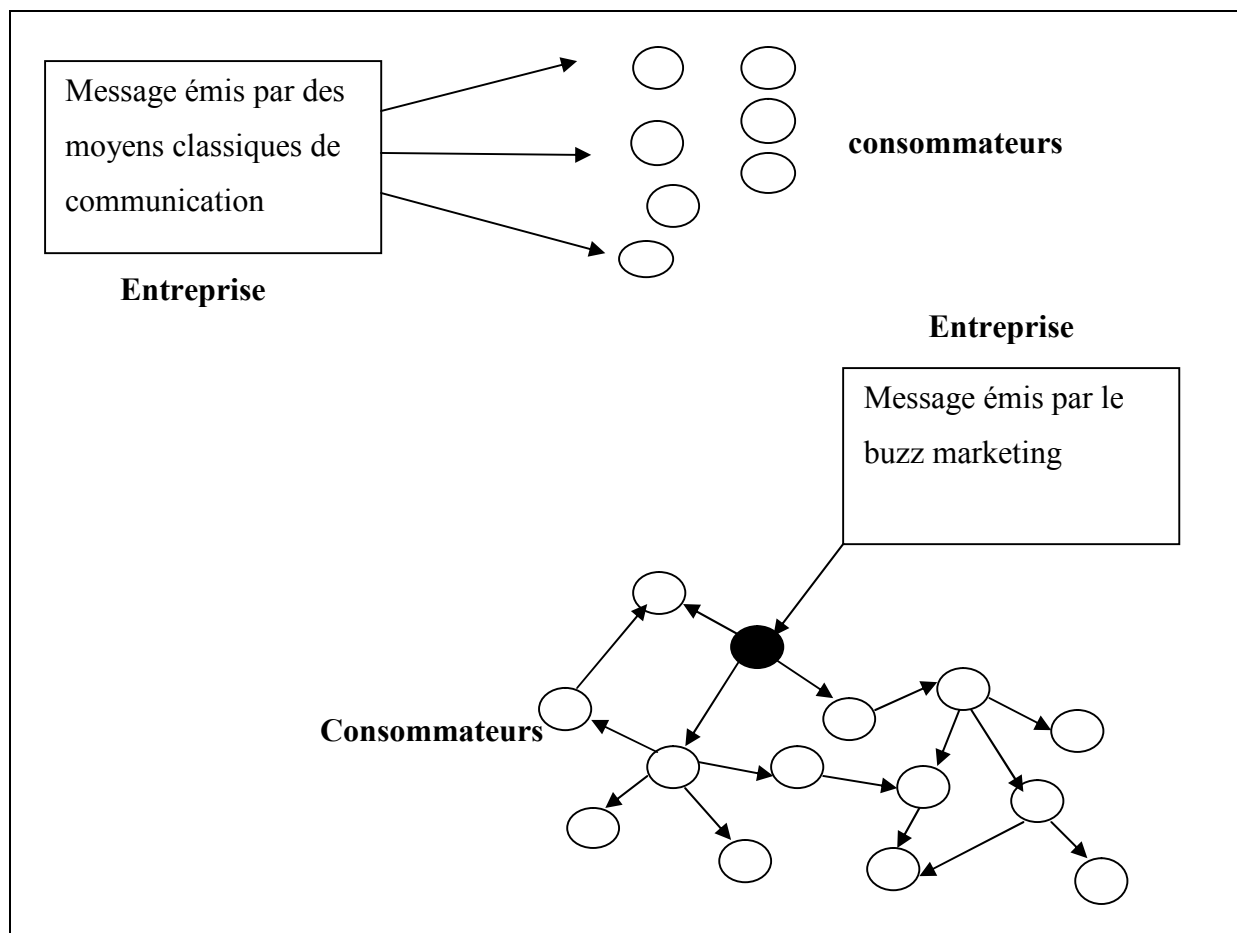 Message émis par des
moyens classiques de
communication
consommateurs
Entreprise
Entreprise
Message émis par le
buzz marketing
Consommateurs